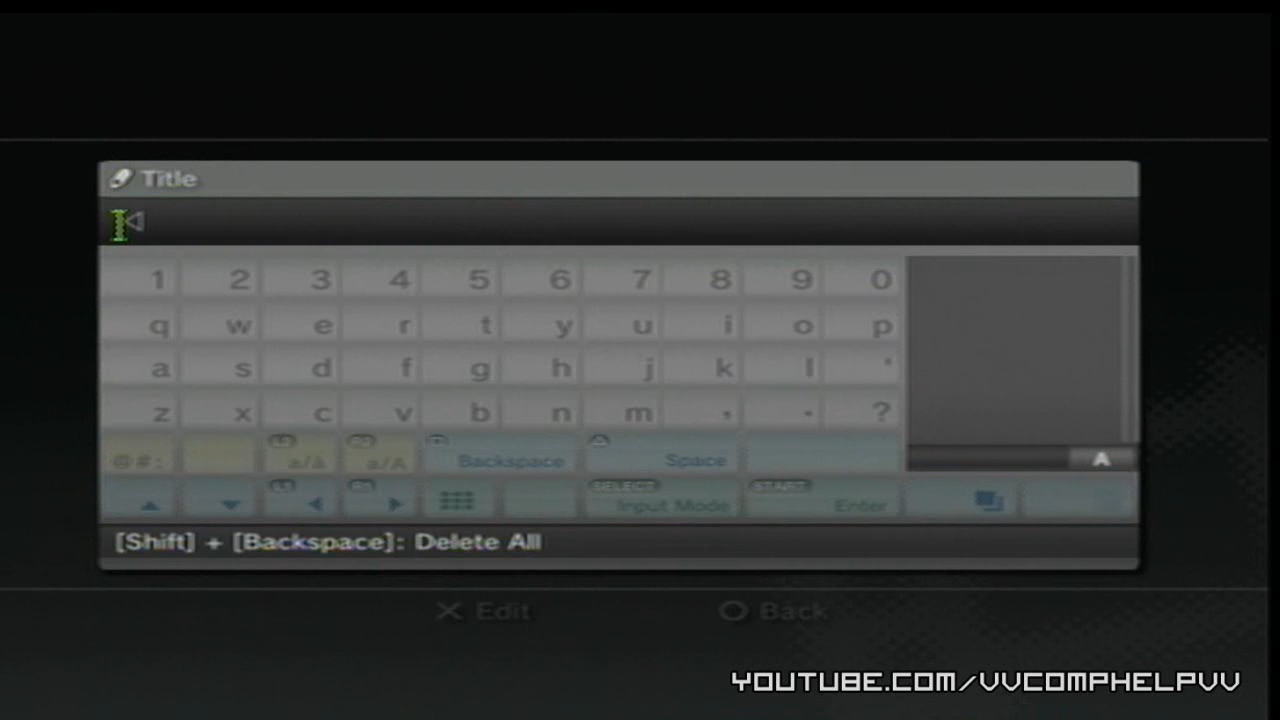 Title
1 2 3 4 5 6 7 8 9 0
q w e r t y u i o p
a s d f g h j k l '
z x c v b n m , . ?
@#: a/à a/A Backspace Space
A
SELECT Input Mode START Enter
[Shift] + [Backspace]: Delete All
X Edit O Back
YOUTUBE.COM/VVCOMPHELPVV